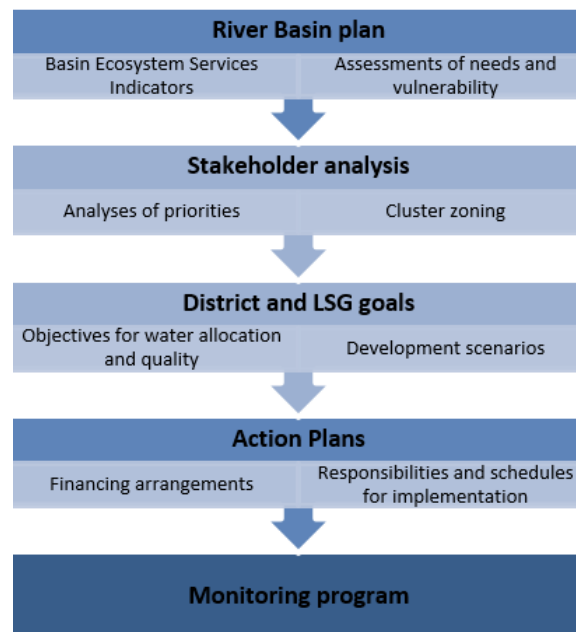 River Basin plan
Basin Ecosystem Services
Indicators
Assessments of needs and
vulnerability
Stakeholder analysis
Analyses of priorities
Cluster zoning
District and LSG goals
Objectives for water allocation
and quality
Development scenarios
Action Plans
Financing arrangements
Responsibilities and schedules
for implementation
Monitoring program